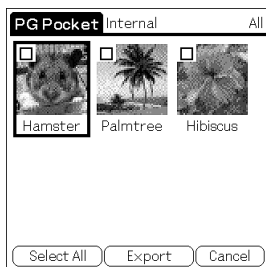 PG Pocket Internal All
Hamster Palmtree Hibiscus
Select All Export Cancel